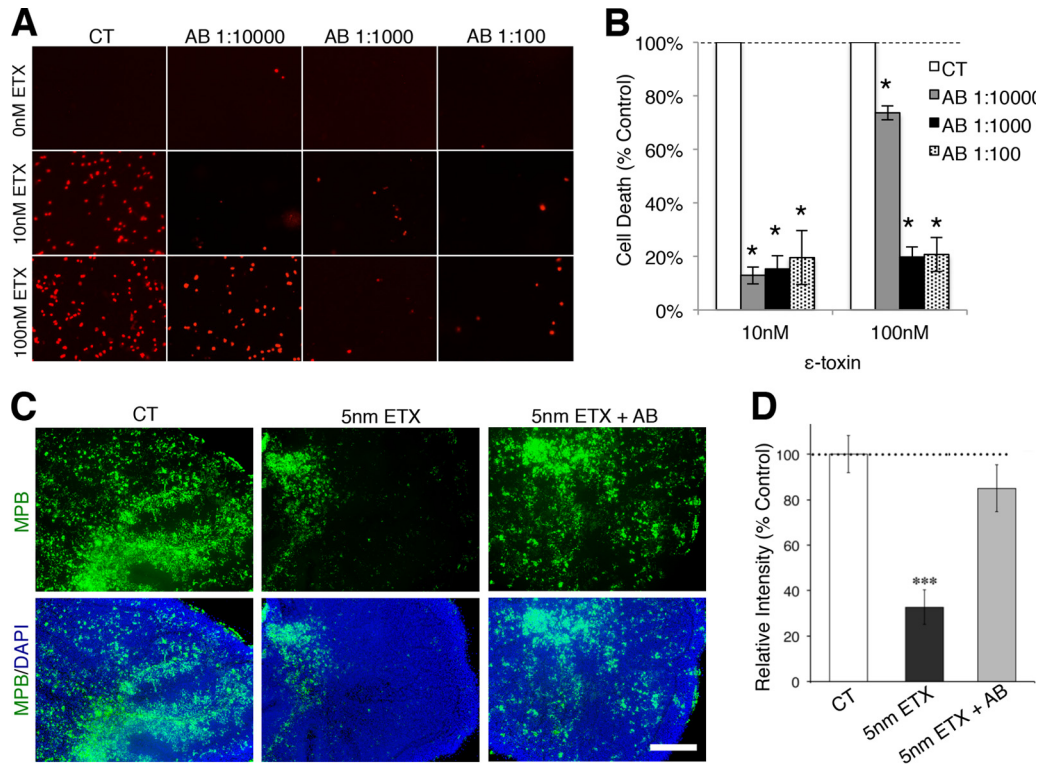 A
CT
AB 1:10000
AB 1:1000
AB 1:100
0nM ETX
10nM ETX
100nM ETX
B
100%
80%
60%
40%
20%
0%
Cell Death (% Control)
CT
AB 1:10000
AB 1:1000
AB 1:100
*
*
*
*
*
*
10nM
100nM
ε-toxin
C
CT
5nm ETX
5nm ETX + AB
MPB
MPB/DAPI
D
Relative Intensity (% Control)
100
80
60
40
20
0
***
CT
5nm ETX
5nm ETX + AB